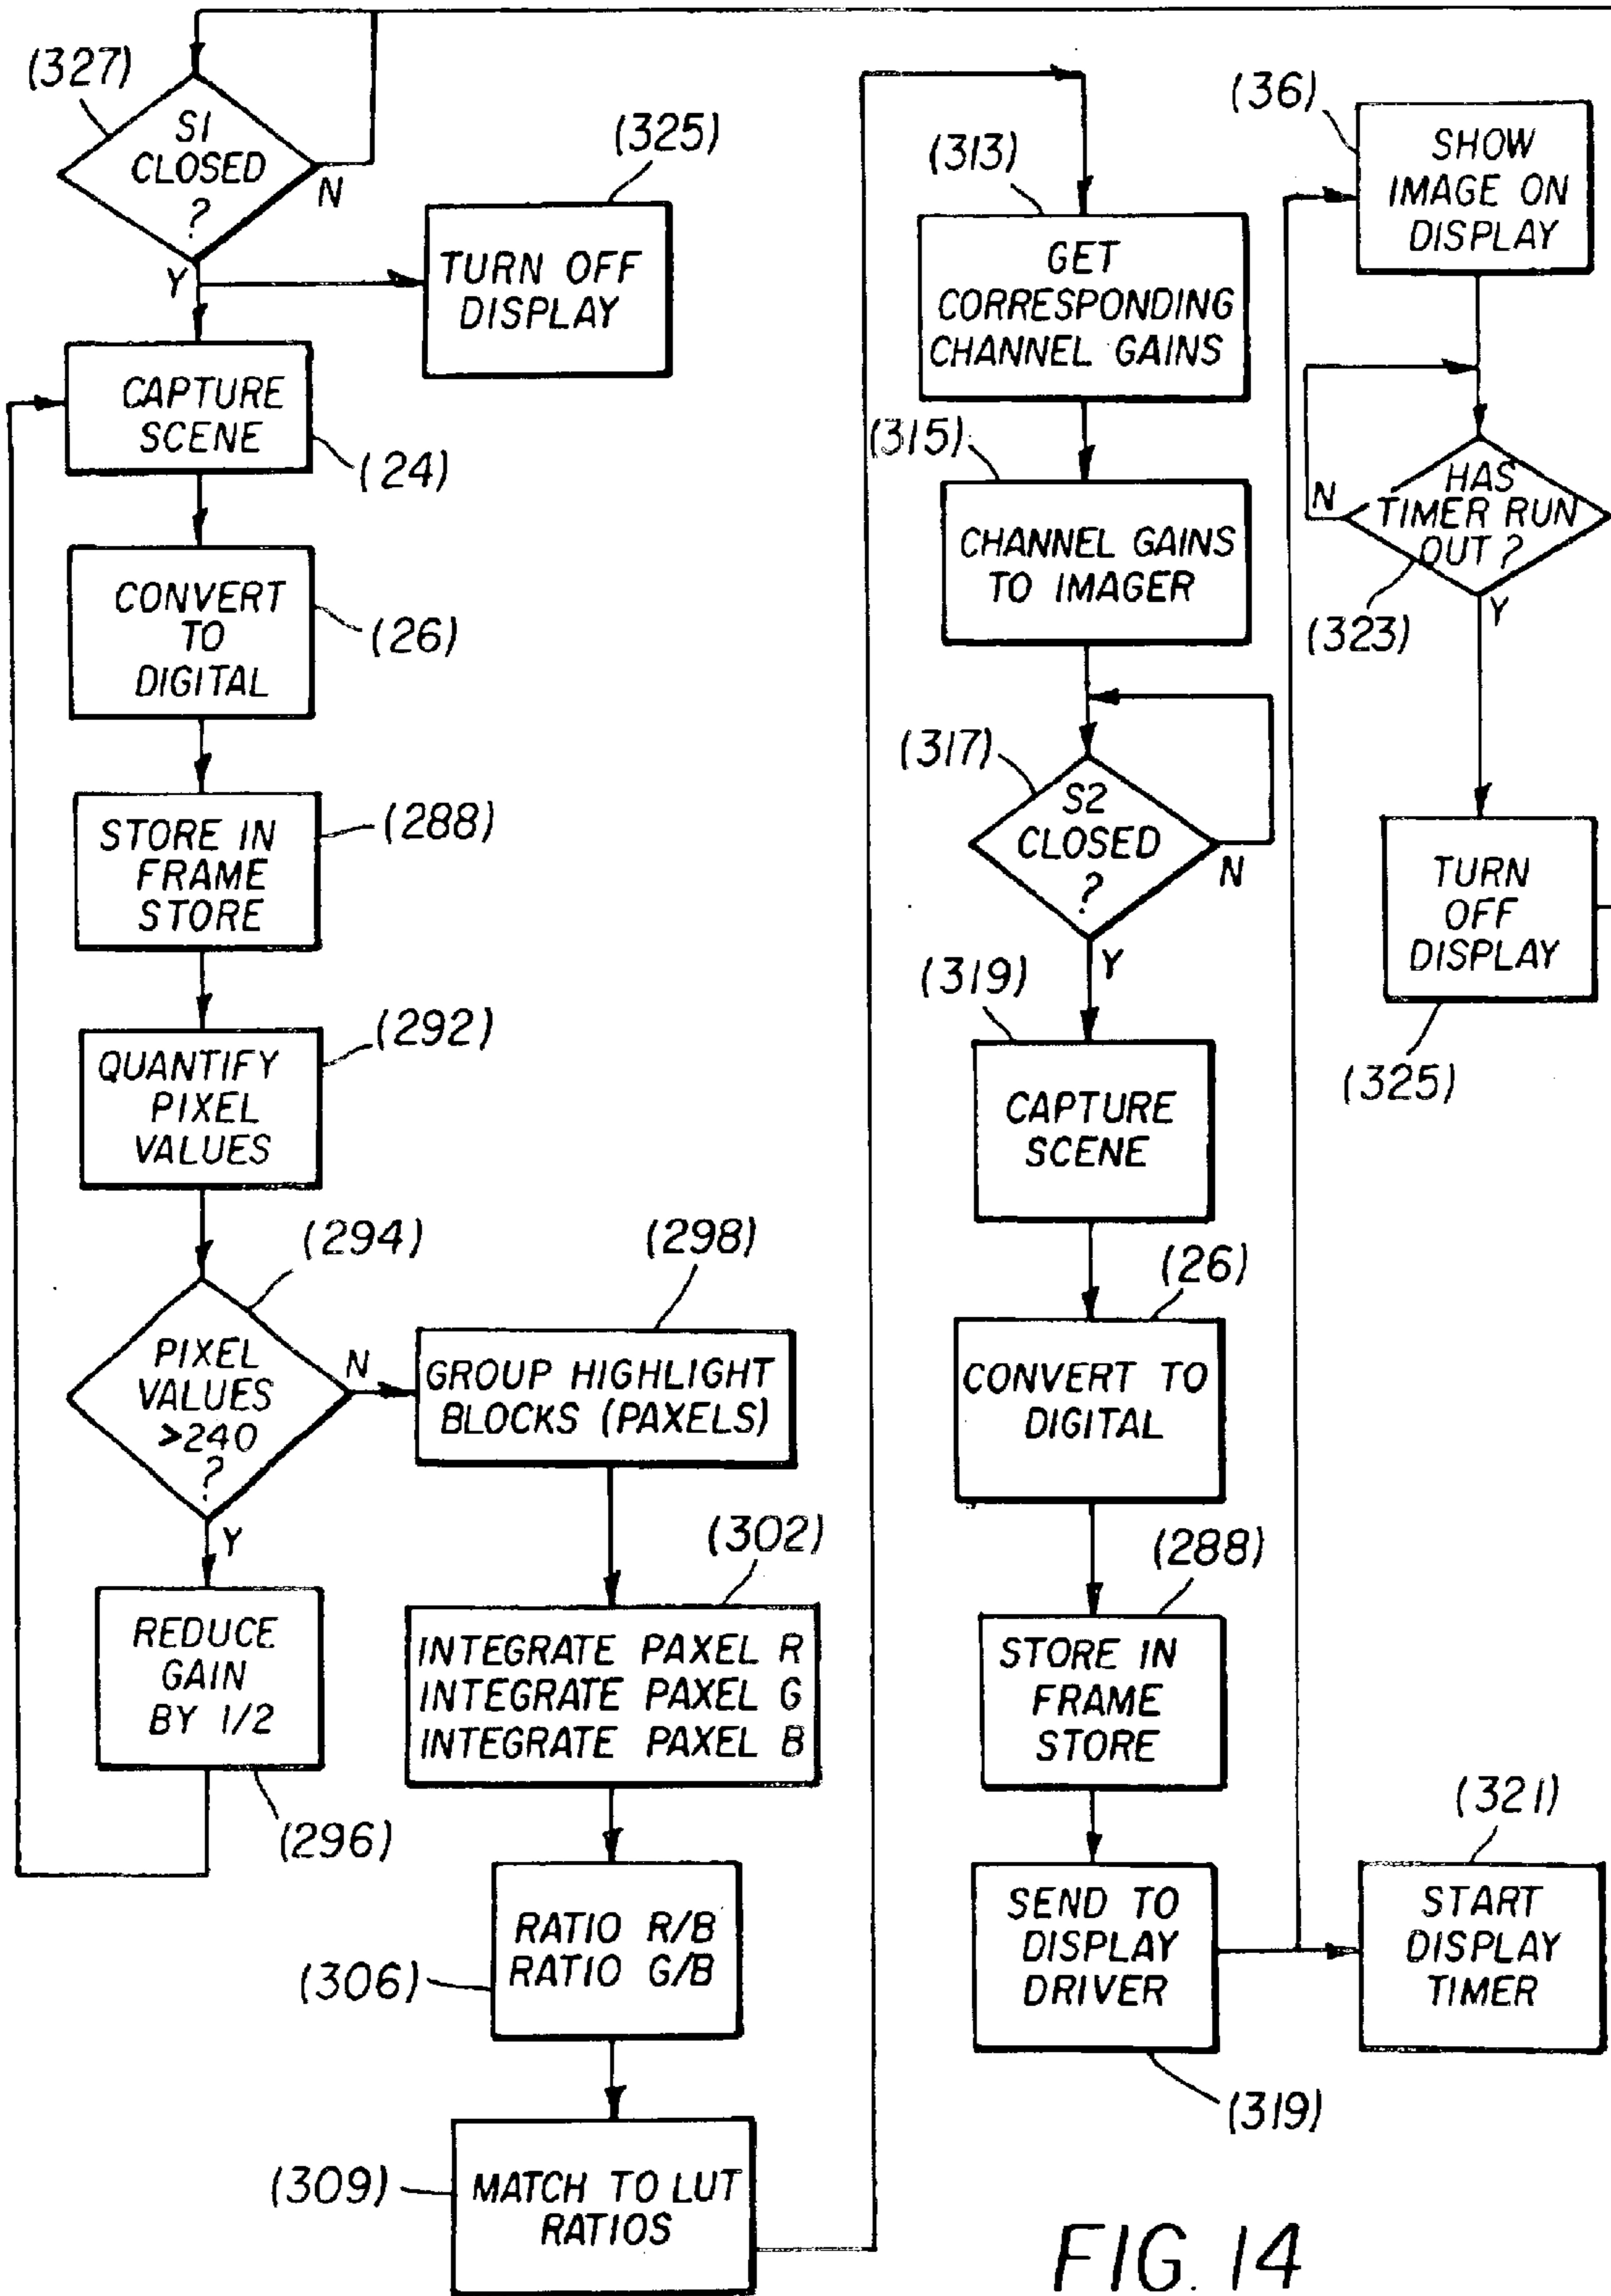 (327)
S1
CLOSED
?
N
Y
(325)
TURN OFF
DISPLAY
CAPTURE
SCENE
(24)
CONVERT
TO
DIGITAL
(26)
STORE IN
FRAME
STORE
(288)
QUANTIFY
PIXEL
VALUES
(292)
(294)
PIXEL
VALUES
>240
?
N
Y
REDUCE
GAIN
BY 1/2
(296)
(298)
GROUP HIGHLIGHT
BLOCKS (PAXELS)
(302)
INTEGRATE PAXEL R
INTEGRATE PAXEL G
INTEGRATE PAXEL B
RATIO R/B
RATIO G/B
(306)
(309)
MATCH TO LUT
RATIOS
(313)
GET
CORRESPONDING
CHANNEL GAINS
(315)
CHANNEL GAINS
TO IMAGER
(317)
S2
CLOSED
?
N
Y
(319)
CAPTURE
SCENE
(26)
CONVERT TO
DIGITAL
(288)
STORE IN
FRAME
STORE
SEND TO
DISPLAY
DRIVER
(319)
(321)
START
DISPLAY
TIMER
(36)
SHOW
IMAGE ON
DISPLAY
HAS
TIMER RUN
OUT ?
N
Y
(323)
TURN
OFF
DISPLAY
(325)
FIG. 14